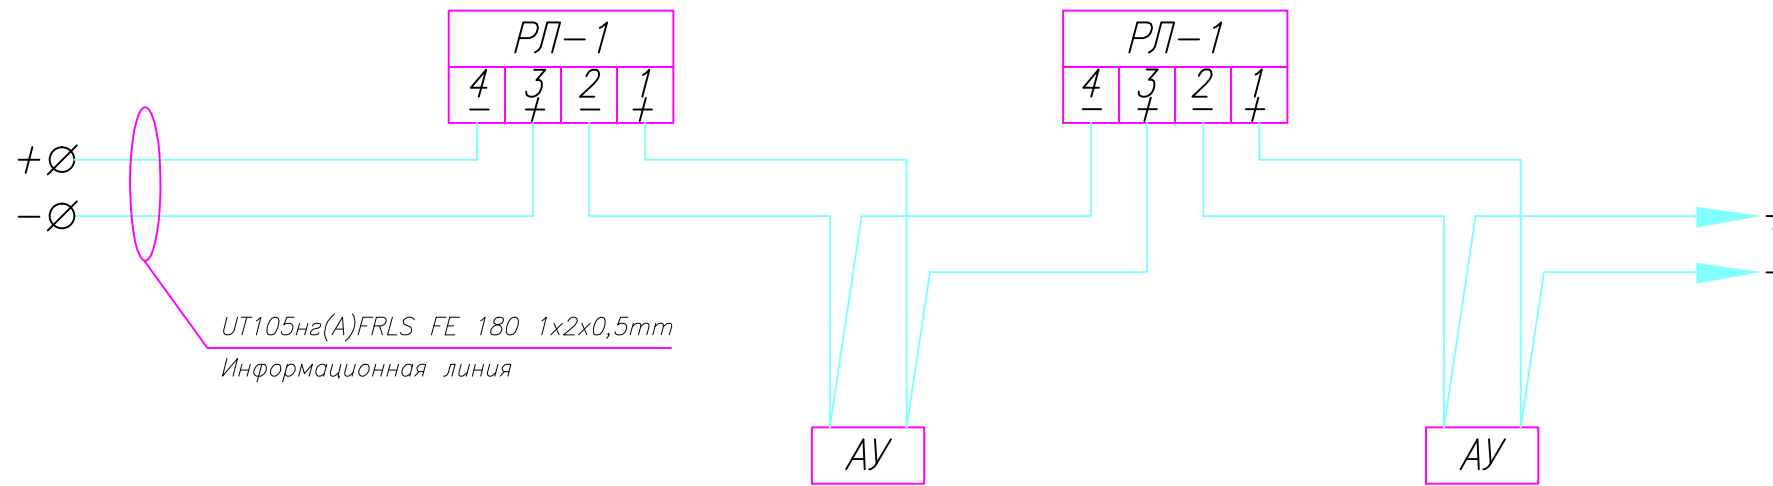 РЛ-1
4 3 2 1
- + - +
РЛ-1
4 3 2 1
- + - +
+
-
UT105нг(А)FRLS FE 180 1х2х0,5mm
Информационная линия
АУ
АУ